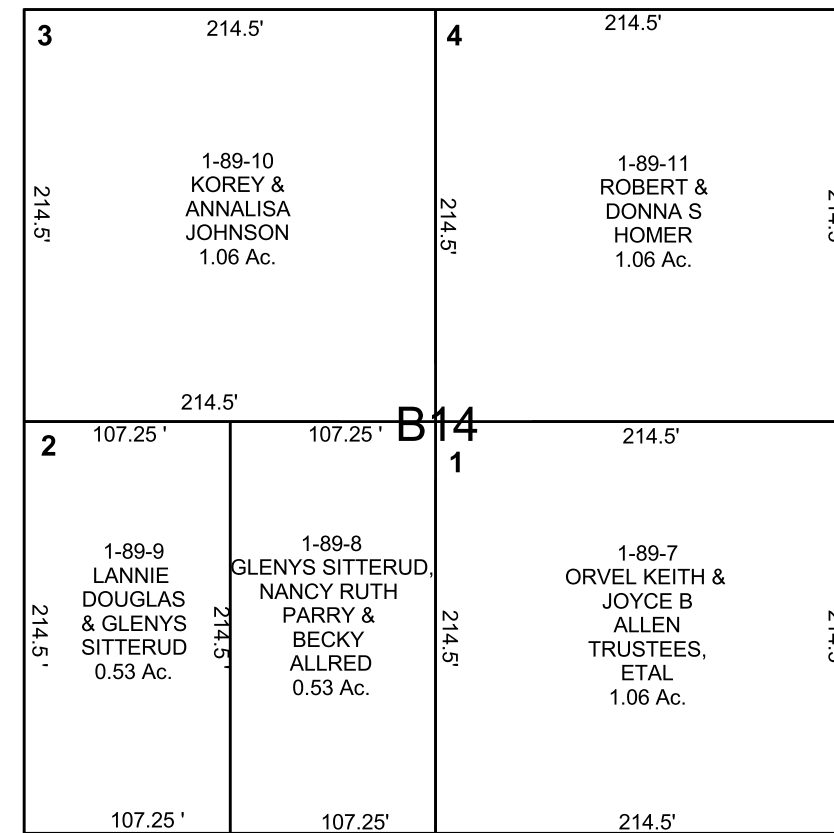 3
214.5'
4
214.5'
1-89-10
KOREY &
ANNALISA
JOHNSON
1.06 Ac.
214.5'
214.5'
1-89-11
ROBERT &
DONNA S
HOMER
1.06 Ac.
214.5'
B14
2
107.25 '
107.25 '
1
214.5'
1-89-9
LANNIE
DOUGLAS
& GLENYS
SITTERUD
0.53 Ac.
214.5 '
214.5 '
1-89-8
GLENYS SITTERUD,
NANCY RUTH
PARRY &
BECKY
ALLRED
0.53 Ac.
214.5'
1-89-7
ORVEL KEITH &
JOYCE B
ALLEN
TRUSTEES,
ETAL
1.06 Ac.
107.25 '
107.25'
214.5'